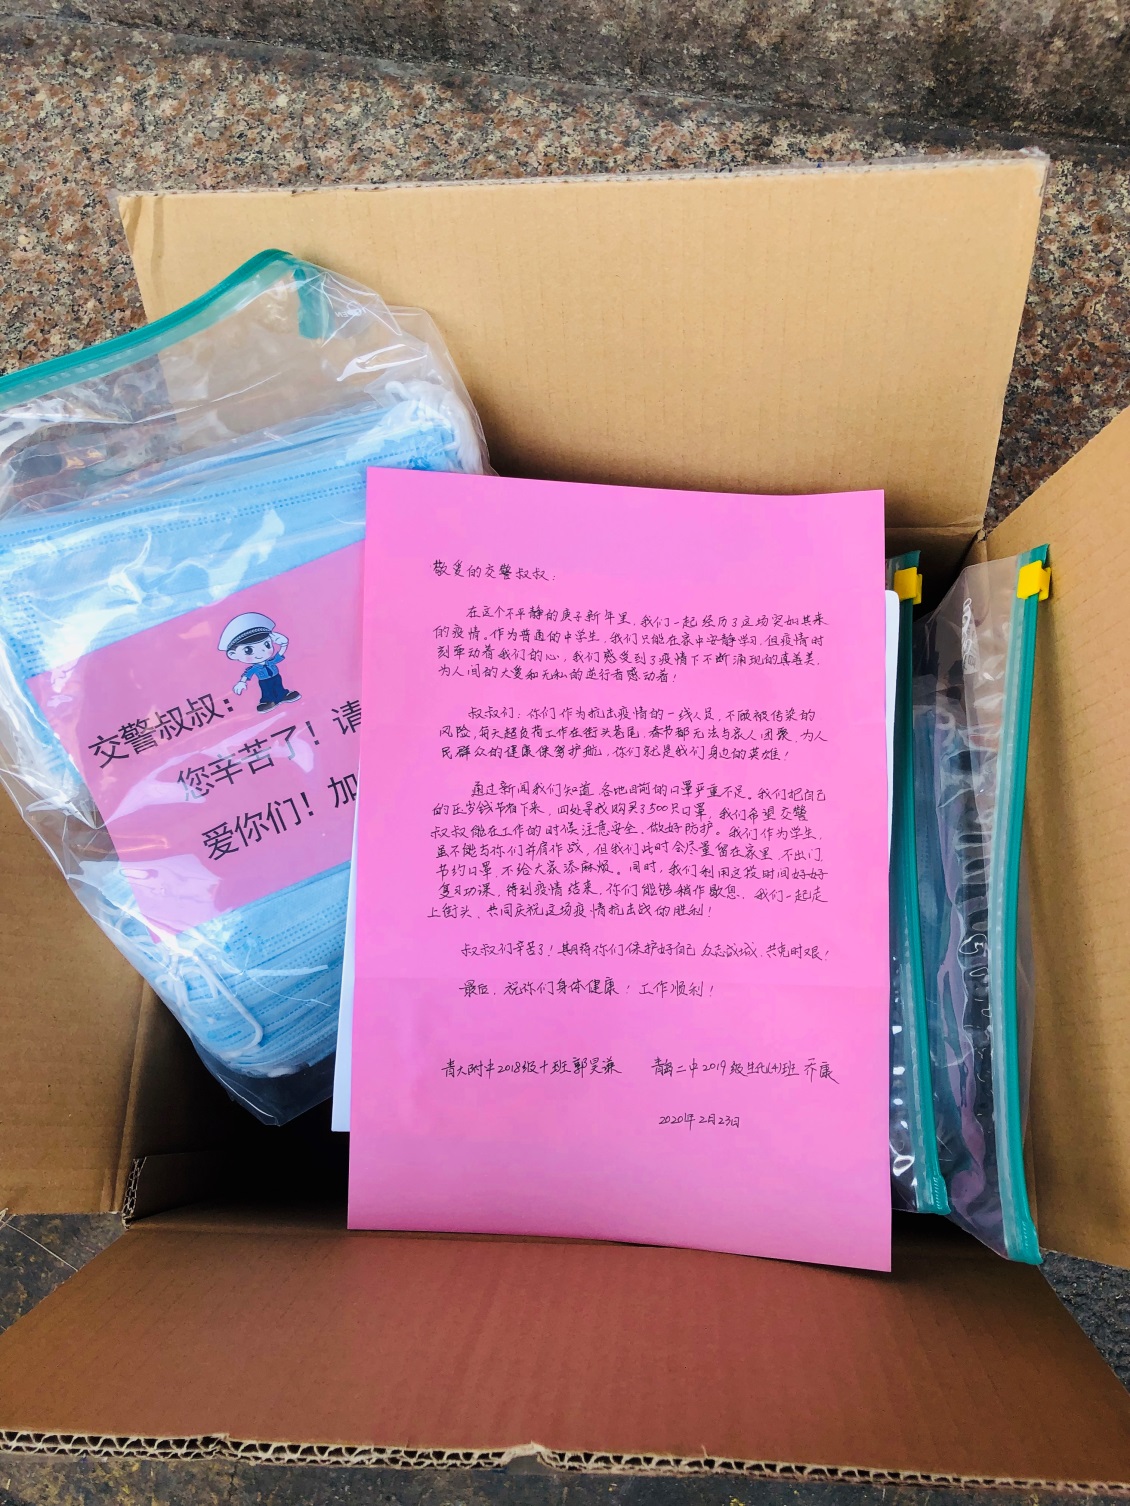 交警叔叔：
您辛苦了！请
爱你们！加
敬爱的交警叔叔：
在这个不平静的庚子新年里，我们一起经历了这场突如其来
的疫情。作为普通的中学生，我们只能在家中安静学习，但疫情时
刻牵动着我们的心，我们感受到了疫情下不断涌现的真善美，
为人间的大爱和无私的逆行者感动着！
叔叔们：你们作为抗击疫情的一线人员，不顾被传染的
风险，每天超负荷工作在街头巷尾，春节都无法与家人团聚，为人
民群众的健康保驾护航，你们就是我们身边的英雄！
通过新闻我们知道，各地目前的口罩严重不足。我们把自己
的压岁钱节省下来，四处寻找购买了500只口罩，我们希望交警
叔叔能在工作的时候注意安全，做好防护。我们作为学生，
虽不能与你们并肩作战，但我们此时会尽量留在家里，不出门，
节约口罩，不给大家添麻烦。同时，我们利用这段时间好好
复习功课，待到疫情结束，你们能够稍作歇息，我们一起走
上街头，共同庆祝这场疫情抗击战的胜利！
叔叔们辛苦了！期待你们保护好自己，众志成城，共克时艰！
最后，祝你们身体健康！工作顺利！
青大附中2018级十班 郭昊谦 青岛二中2019级(4)班 乔康
2020年2月23日